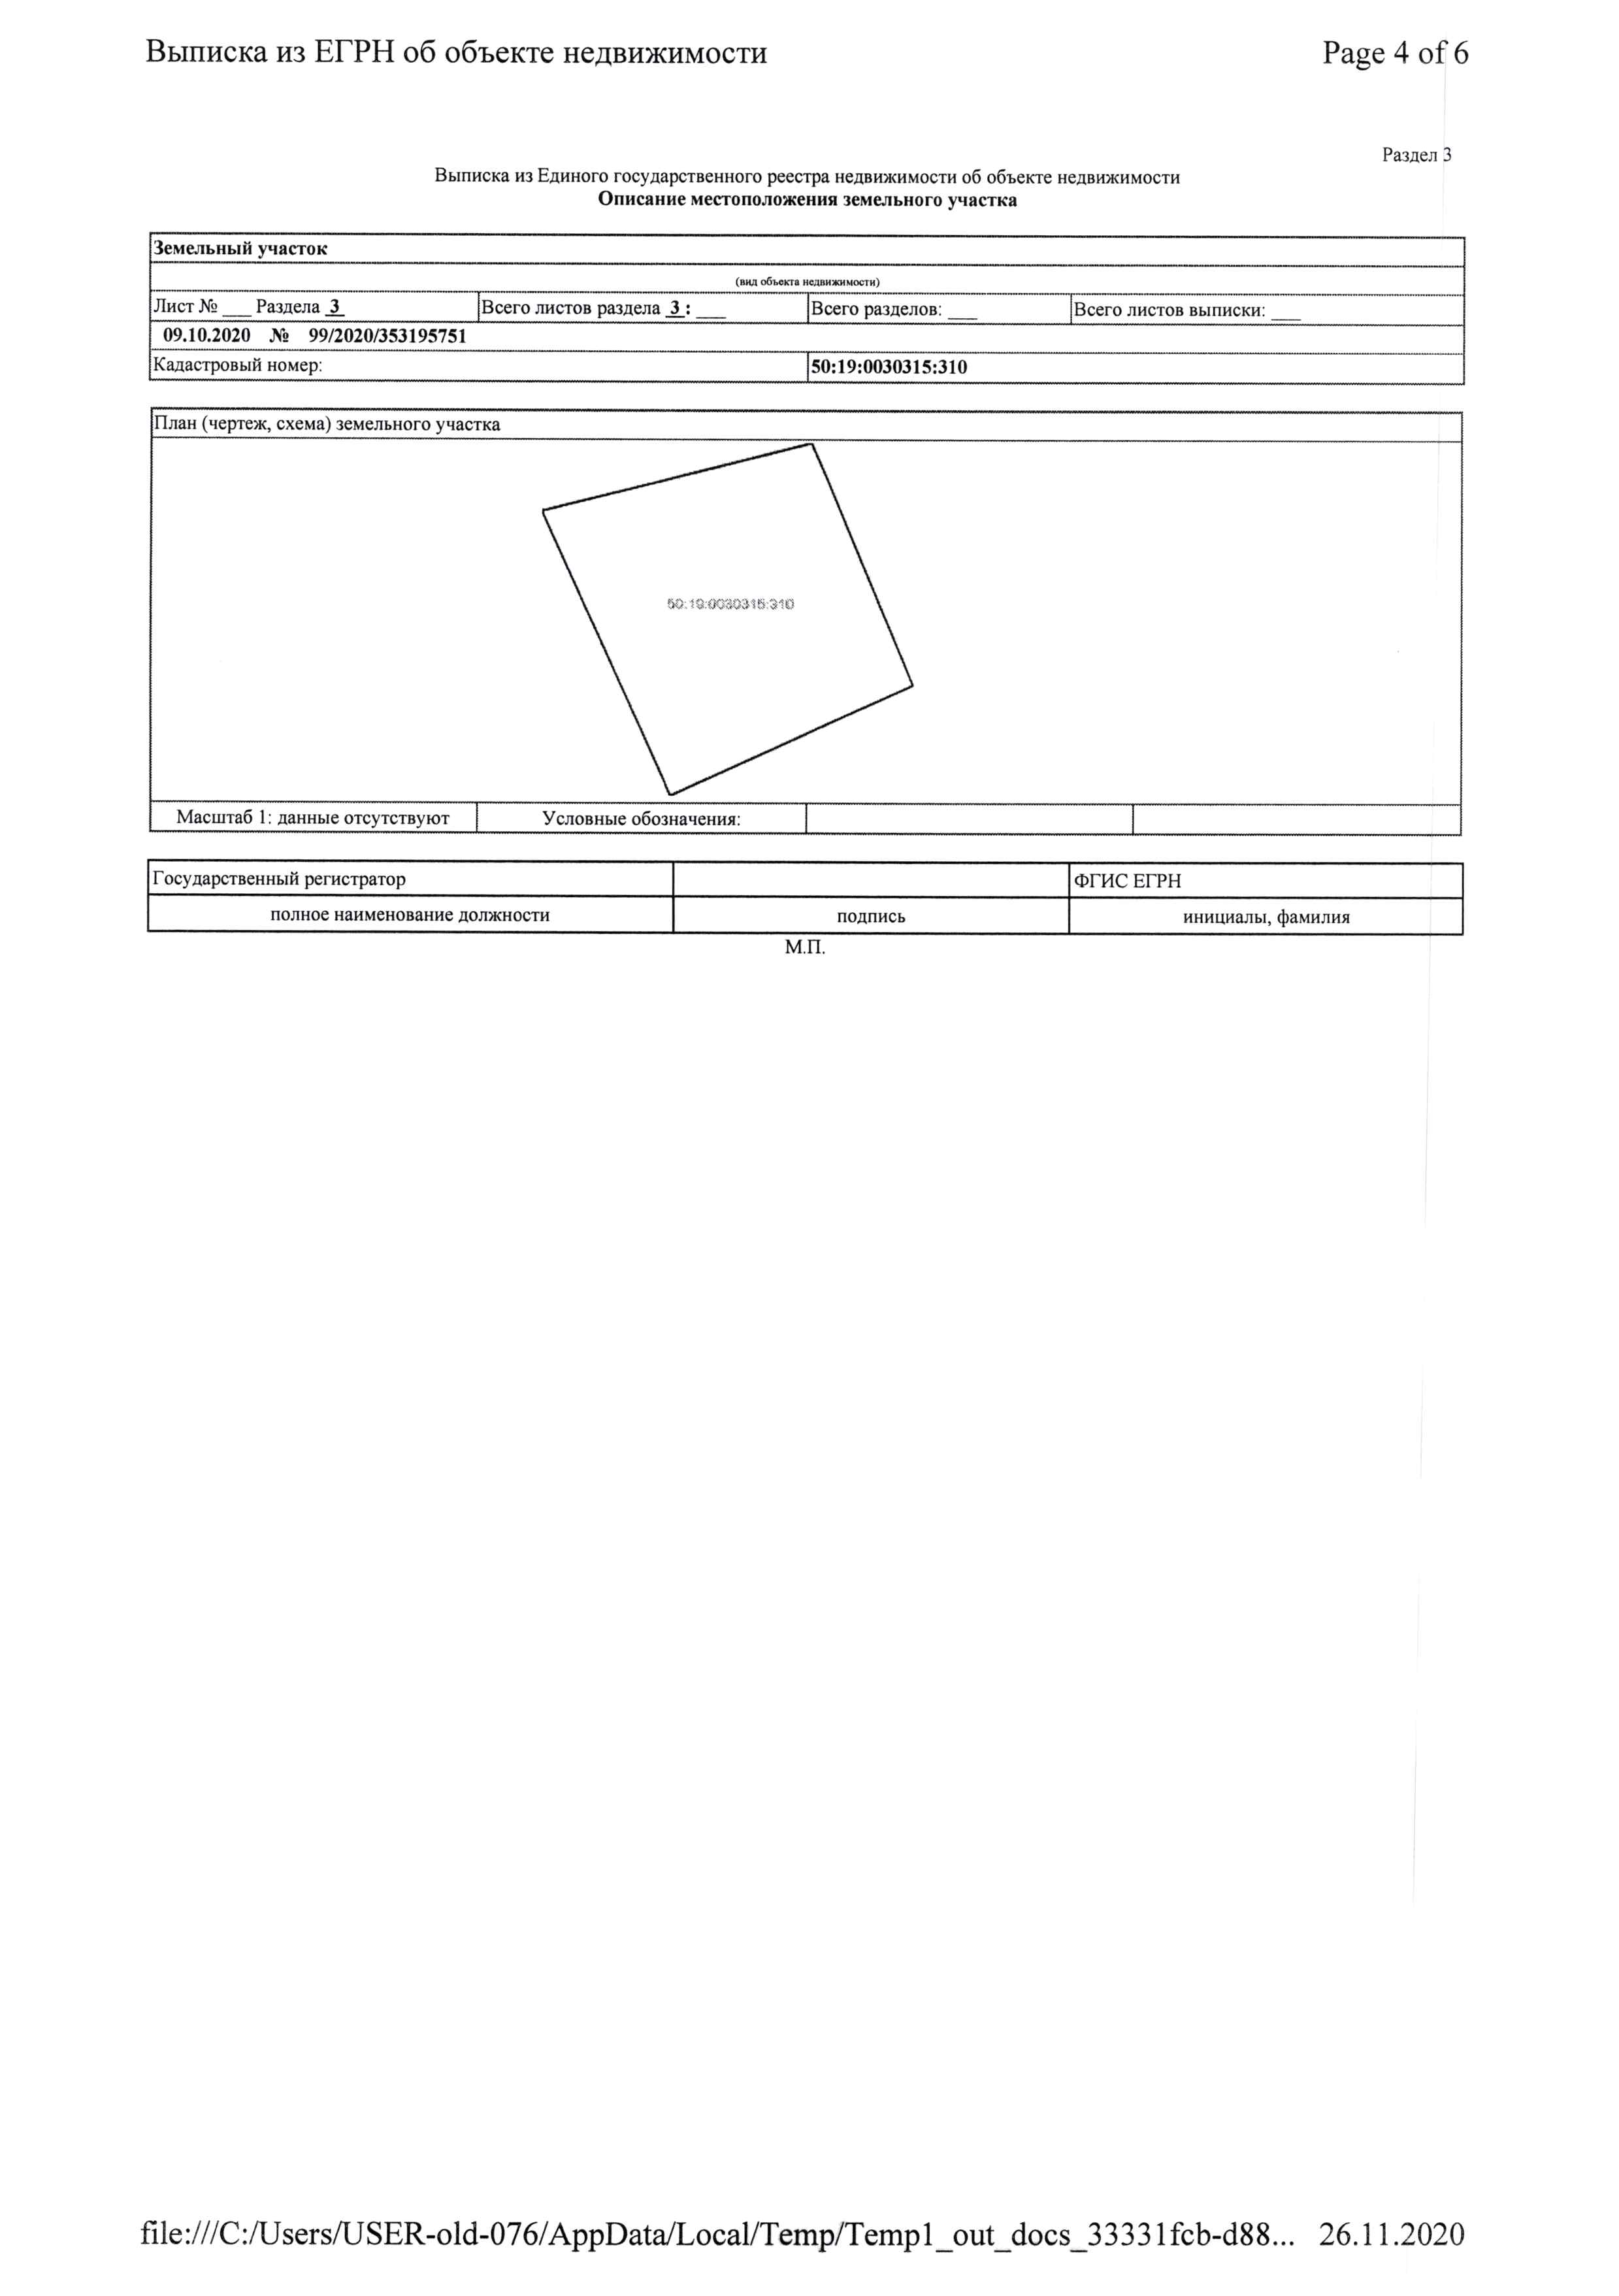 Выписка из ЕГРН об объекте недвижимости Page 4 of 6
Раздел 3
Выписка из Единого государственного реестра недвижимости об объекте недвижимости
Описание местоположения земельного участка
Земельный участок
(вид объекта недвижимости)
Лист № ___ Раздела 3 Всего листов раздела 3 : ___ Всего разделов: ___ Всего листов выписки: ___
09.10.2020 № 99/2020/353195751
Кадастровый номер: 50:19:0030315:310
План (чертеж, схема) земельного участка
50:19:0030315:310
Масштаб 1: данные отсутствуют Условные обозначения:
Государственный регистратор ФГИС ЕГРН
полное наименование должности подпись инициалы, фамилия
М.П.
file:///C:/Users/USER-old-076/AppData/Local/Temp/Temp1_out_docs_33331fcb-d88... 26.11.2020